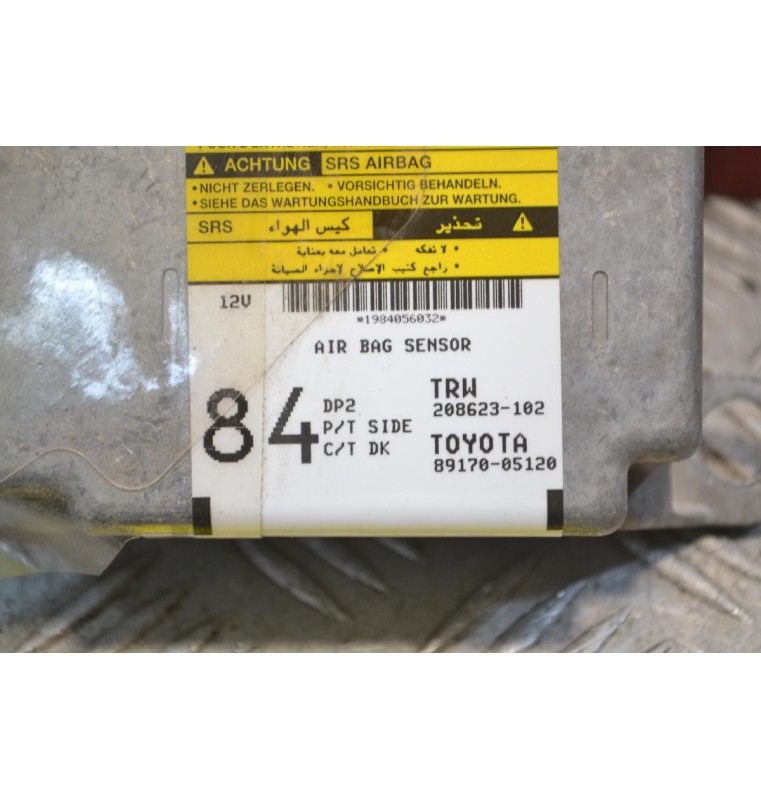 ACHTUNG SRS AIRBAG
• NICHT ZERLEGEN. • VORSICHTIG BEHANDELN.
• SIEHE DAS WARTUNGSHANDBUCH ZUR WARTUNG.
تحذير كيس الهواء SRS
• لا تفكه • تعامل معه بعناية
• راجع كتيب الإصلاح لاجراء الصيانة
12V
*1984056032*
AIR BAG SENSOR
84
DP2
P/T SIDE
C/T DK
TRW
208623-102
TOYOTA
89170-05120